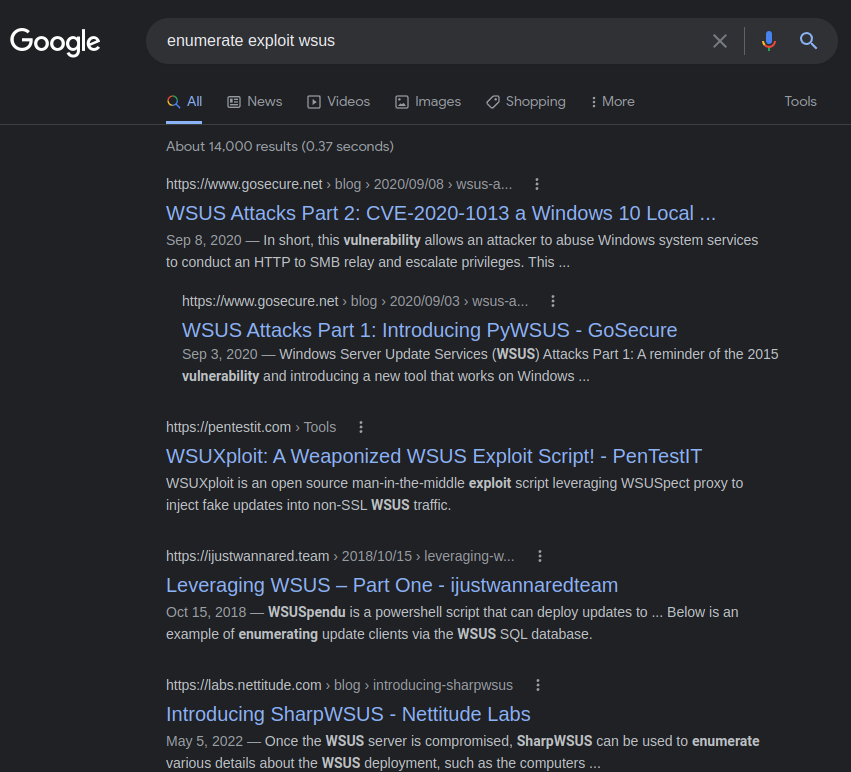 Google
enumerate exploit wsus
All News Videos Images Shopping More Tools
About 14,000 results (0.37 seconds)
https://www.gosecure.net › blog › 2020/09/08 › wsus-a...
WSUS Attacks Part 2: CVE-2020-1013 a Windows 10 Local ...
Sep 8, 2020 — In short, this vulnerability allows an attacker to abuse Windows system services
to conduct an HTTP to SMB relay and escalate privileges. This ...
https://www.gosecure.net › blog › 2020/09/03 › wsus-a...
WSUS Attacks Part 1: Introducing PyWSUS - GoSecure
Sep 3, 2020 — Windows Server Update Services (WSUS) Attacks Part 1: A reminder of the 2015
vulnerability and introducing a new tool that works on Windows ...
https://pentestit.com › Tools
WSUXploit: A Weaponized WSUS Exploit Script! - PenTestIT
WSUXploit is an open source man-in-the-middle exploit script leveraging WSUSpect proxy to
inject fake updates into non-SSL WSUS traffic.
https://ijustwannared.team › 2018/10/15 › leveraging-w...
Leveraging WSUS – Part One - ijustwannaredteam
Oct 15, 2018 — WSUSpendu is a powershell script that can deploy updates to ... Below is an
example of enumerating update clients via the WSUS SQL database.
https://labs.nettitude.com › blog › introducing-sharpwsus
Introducing SharpWSUS - Nettitude Labs
May 5, 2022 — Once the WSUS server is compromised, SharpWSUS can be used to enumerate
various details about the WSUS deployment, such as the computers ...